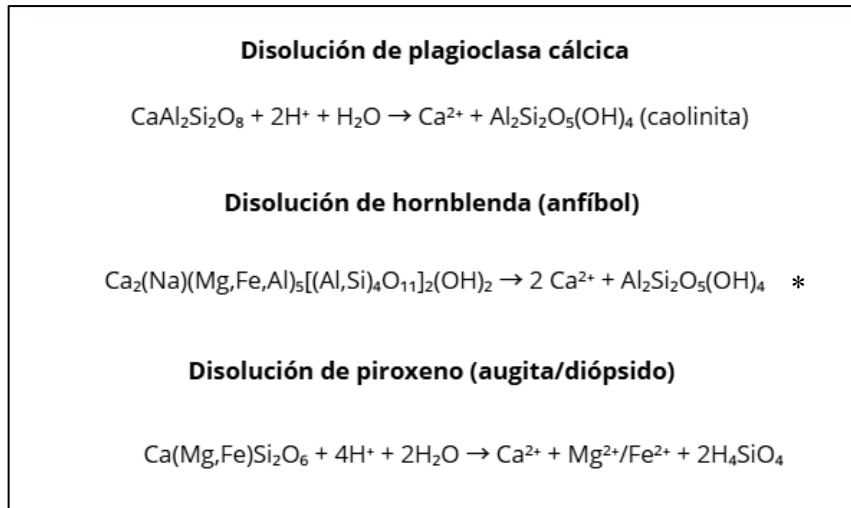 Disolución de plagioclasa cálcica
CaAl₂Si₂O₈ + 2H⁺ + H₂O → Ca²⁺ + Al₂Si₂O₅(OH)₄ (caolinita)
Disolución de hornblenda (anfíbol)
Ca₂(Na)(Mg,Fe,Al)₅[(Al,Si)₄O₁₁]₂(OH)₂ → 2 Ca²⁺ + Al₂Si₂O₅(OH)₄ *
Disolución de piroxeno (augita/diópsido)
Ca(Mg,Fe)Si₂O₆ + 4H⁺ + 2H₂O → Ca²⁺ + Mg²⁺/Fe²⁺ + 2H₄SiO₄